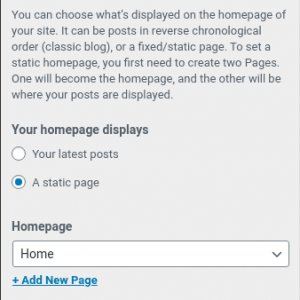 You can choose what's displayed on the homepage of
your site. It can be posts in reverse chronological
order (classic blog), or a fixed/static page. To set a
static homepage, you first need to create two Pages.
One will become the homepage, and the other will be
where your posts are displayed.
Your homepage displays
Your latest posts
A static page
Homepage
Home
+ Add New Page